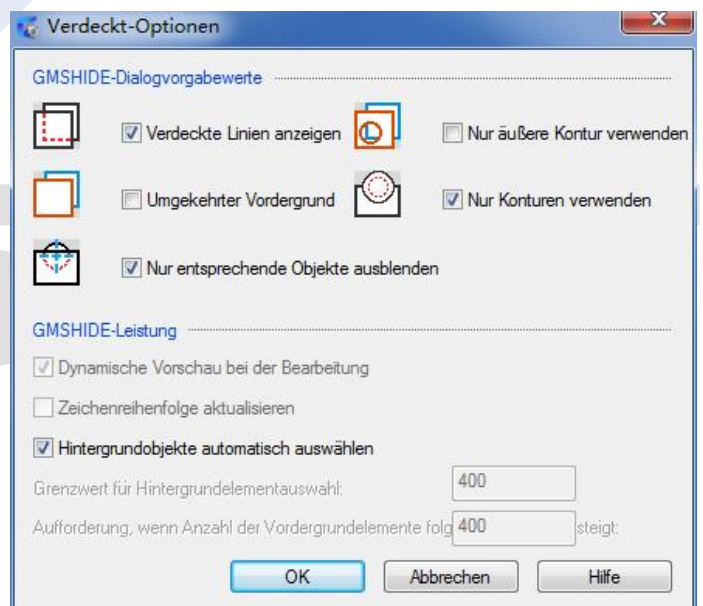 Verdeckt-Optionen
GMSHIDE-Dialogvorgabewerte
Verdeckte Linien anzeigen
Nur äußere Kontur verwenden
Umgekehrter Vordergrund
Nur Konturen verwenden
Nur entsprechende Objekte ausblenden
GMSHIDE-Leistung
Dynamische Vorschau bei der Bearbeitung
Zeichenreihenfolge aktualisieren
Hintergrundobjekte automatisch auswählen
Grenzwert für Hintergrundelementauswahl: 400
Aufforderung, wenn Anzahl der Vordergrundelemente folg 400 steigt:
OK Abbrechen Hilfe